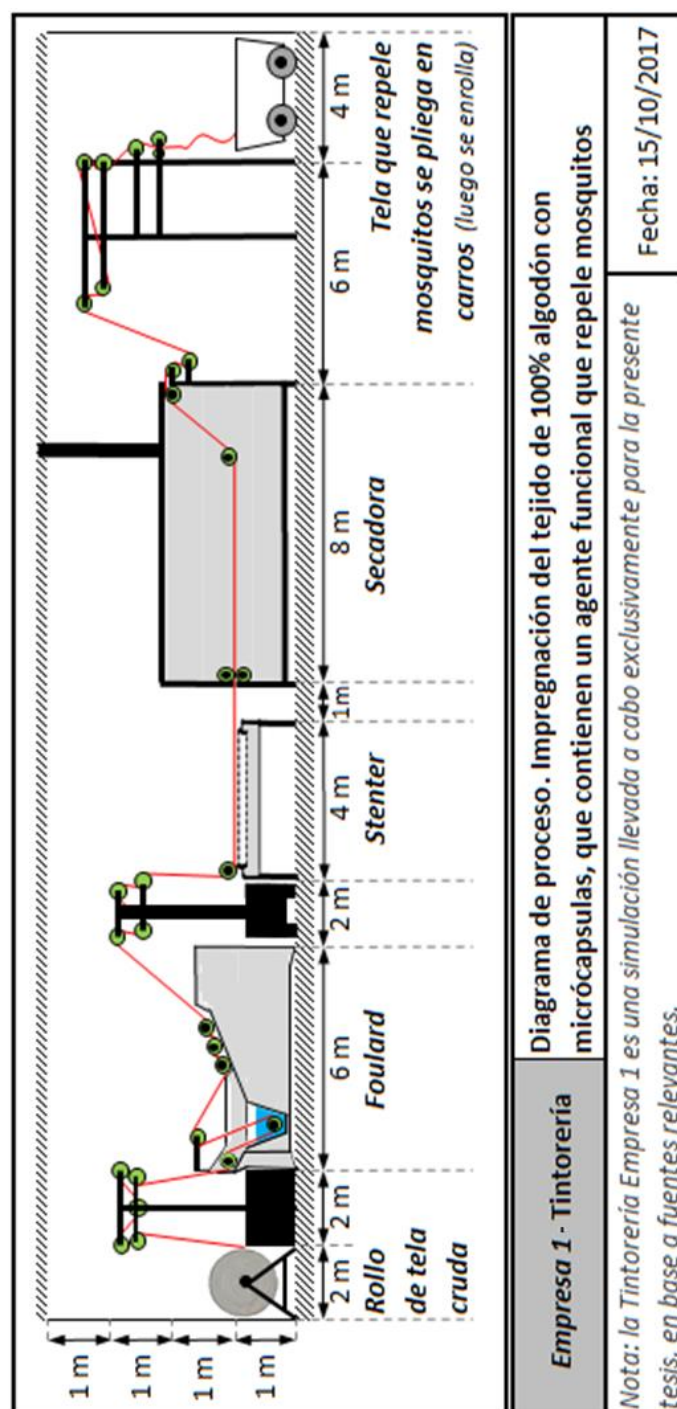 1 m
1 m
1 m
1 m
2 m
2 m
6 m
2 m
4 m
1m
8 m
6 m
4 m
Rollo
de tela
cruda
Foulard
Stenter
Secadora
Tela que repele
mosquitos se pliega en
carros (luego se enrolla)
Empresa 1 - Tintorería
Diagrama de proceso. Impregnación del tejido de 100% algodón con
micrócapsulas, que contienen un agente funcional que repele mosquitos
Nota: la Tintorería Empresa 1 es una simulación llevada a cabo exclusivamente para la presente
tesis, en base a fuentes relevantes.
Fecha: 15/10/2017